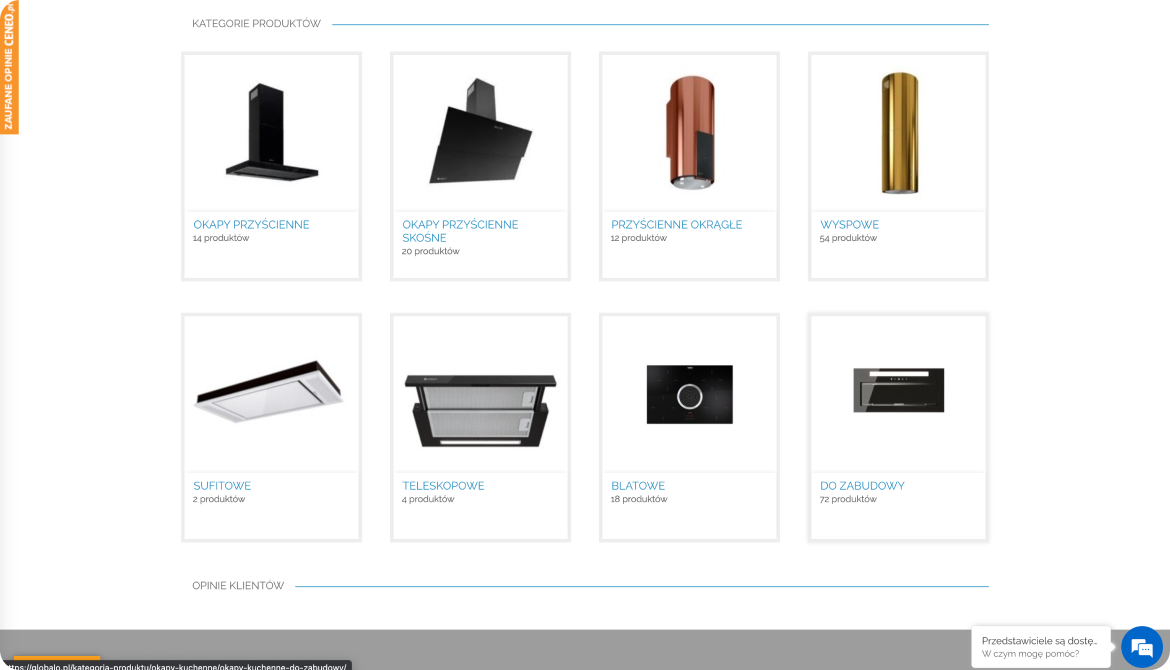 ZAUFANE OPINIE CENEO.pl
KATEGORIE PRODUKTÓW
OKAPY PRZYŚCIENNE
14 produktów
OKAPY PRZYŚCIENNE
SKOŚNE
20 produktów
PRZYŚCIENNE OKRĄGŁE
12 produktów
WYSPOWE
54 produktów
SUFITOWE
2 produktów
TELESKOPOWE
4 produktów
BLATOWE
18 produktów
DO ZABUDOWY
72 produktów
OPINIE KLIENTÓW
Przedstawiciele są dostę...
W czym mogę pomóc?
https://globalo.pl/kategoria-produktu/okapy-kuchenne/okapy-kuchenne-do-zabudowy/